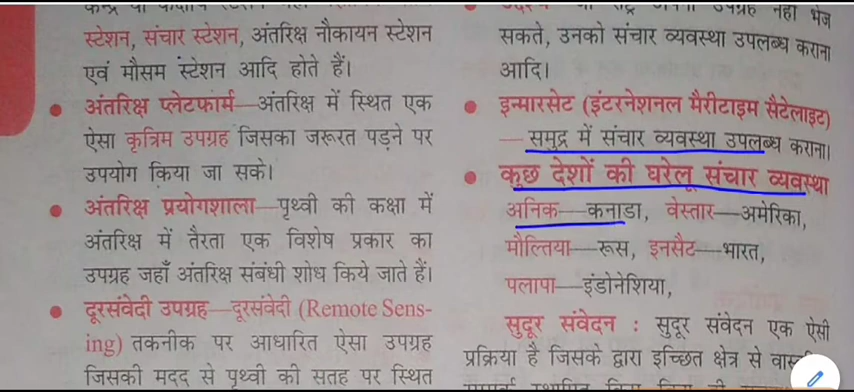 स्टेशन, संचार स्टेशन, अंतरिक्ष नौकायन स्टेशन
एवं मौसम स्टेशन आदि होते हैं।
• अंतरिक्ष प्लेटफार्म—अंतरिक्ष में स्थित एक
ऐसा कृत्रिम उपग्रह जिसका जरूरत पड़ने पर
उपयोग किया जा सके।
• अंतरिक्ष प्रयोगशाला—पृथ्वी की कक्षा में
अंतरिक्ष में तैरता एक विशेष प्रकार का
उपग्रह जहाँ अंतरिक्ष संबंधी शोध किये जाते हैं।
• दूरसंवेदी उपग्रह—दूरसंवेदी (Remote Sens-
ing) तकनीक पर आधारित ऐसा उपग्रह
जिसकी मदद से पृथ्वी की सतह पर स्थित
उपग्रह नहीं भेज
सकते, उनको संचार व्यवस्था उपलब्ध कराना
आदि।
• इन्मारसेट (इंटरनेशनल मैरीटाइम सैटेलाइट)
— समुद्र में संचार व्यवस्था उपलब्ध कराना।
• कुछ देशों की घरेलू संचार व्यवस्था
अनिक—कनाडा, वेस्तार—अमेरिका,
मौल्तिया—रूस, इनसैट—भारत,
पलापा—इंडोनेशिया,
सुदूर संवेदन : सुदूर संवेदन एक ऐसी
प्रक्रिया है जिसके द्वारा इच्छित क्षेत्र से